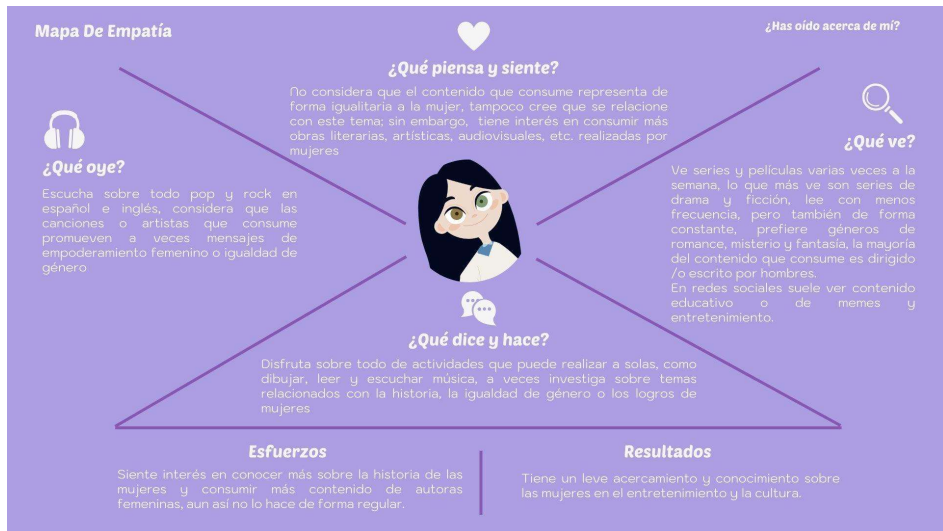 Mapa De Empatía
¿Has oído acerca de mí?
¿Qué piensa y siente?
No considera que el contenido que consume representa de
forma igualitaria a la mujer, tampoco cree que se relacione
con este tema; sin embargo, tiene interés en consumir más
obras literarias, artísticas, audiovisuales, etc. realizadas por
mujeres
¿Qué oye?
Escucha sobre todo pop y rock en
español e inglés, considera que las
canciones o artistas que consume
promueven a veces mensajes de
empoderamiento femenino o igualdad de
género
¿Qué ve?
Ve series y películas varias veces a la
semana, lo que más ve son series de
drama y ficción, lee con menos
frecuencia, pero también de forma
constante, prefiere géneros de
romance, misterio y fantasía, la mayoría
del contenido que consume es dirigido
/o escrito por hombres.
En redes sociales suele ver contenido
educativo o de memes y
entretenimiento.
¿Qué dice y hace?
Disfruta sobre todo de actividades que puede realizar a solas, como
dibujar, leer y escuchar música, a veces investiga sobre temas
relacionados con la historia, la igualdad de género o los logros de
mujeres
Esfuerzos
Siente interés en conocer más sobre la historia de las
mujeres y consumir más contenido de autoras
femeninas, aun así no lo hace de forma regular.
Resultados
Tiene un leve acercamiento y conocimiento sobre
las mujeres en el entretenimiento y la cultura.